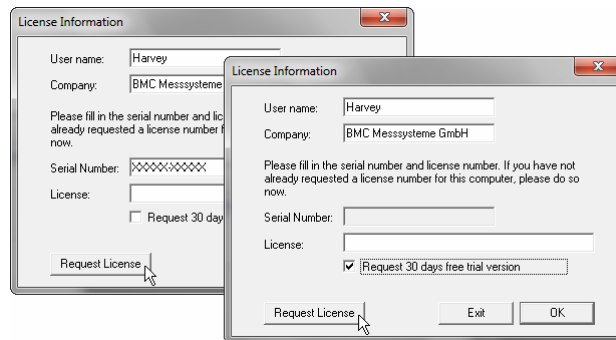 License Information
User name: Harvey
Company: BMC Messsysteme
Please fill in the serial number and lic
already requested a license number f
now.
Serial Number: XXXXX-XXXXX
License:
Request 30 day
Request License
License Information
User name: Harvey
Company: BMC Messsysteme GmbH
Please fill in the serial number and license number. If you have not
already requested a license number for this computer, please do so
now.
Serial Number:
License:
Request 30 days free trial version
Request License Exit OK